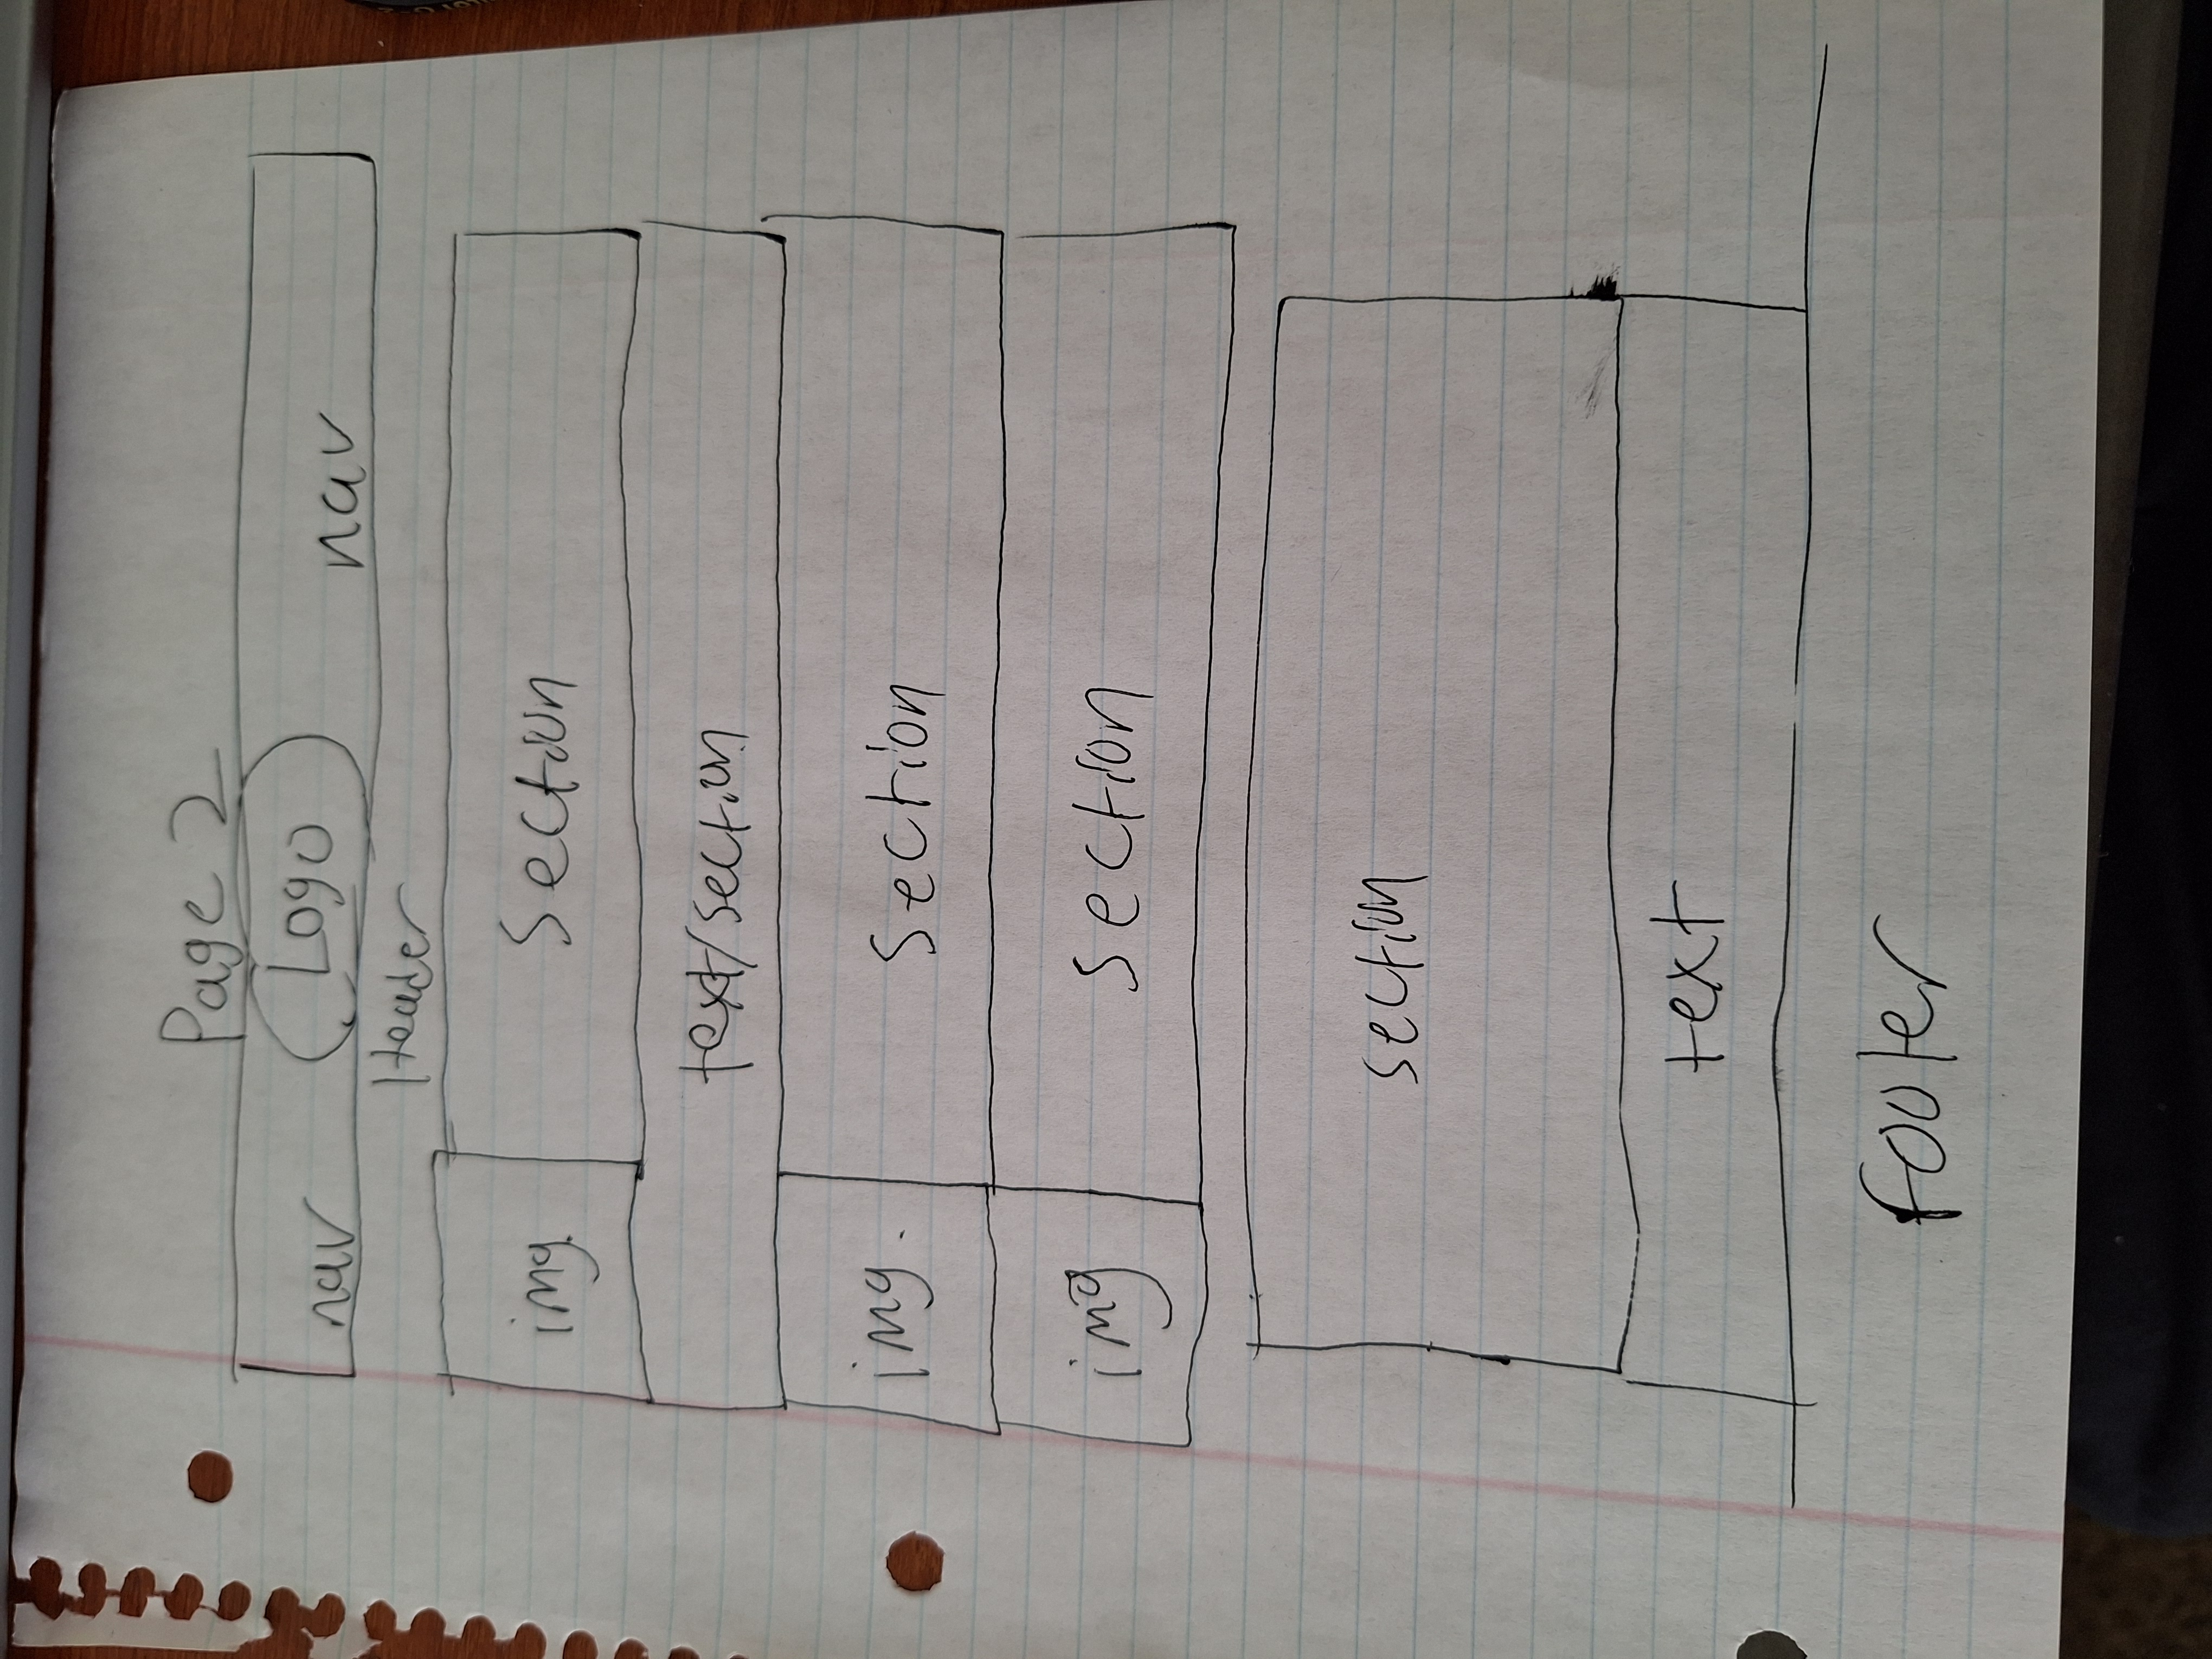 Page 2
nav Logo nav
Header
img. Section
text/section
img. Section
img section
section
text
footer